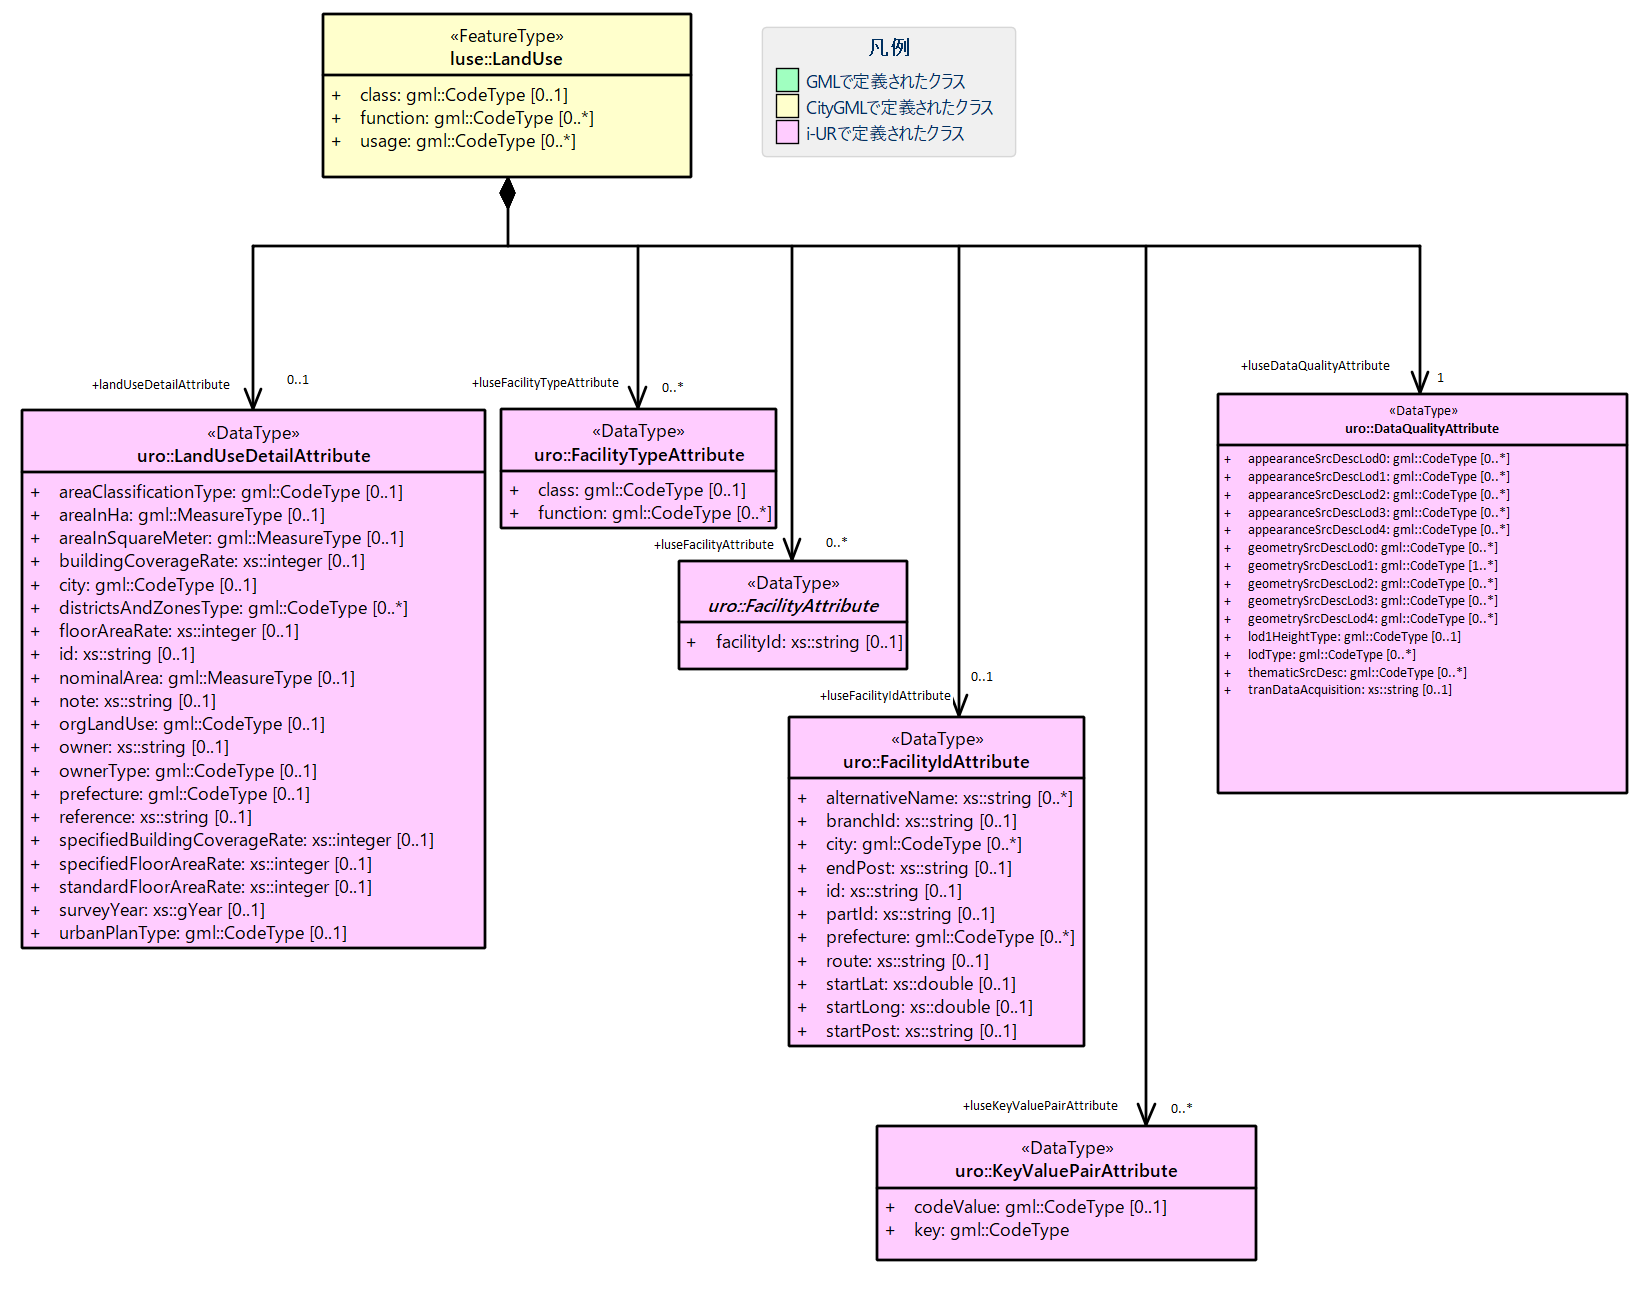 «FeatureType»
luse::LandUse
+ class: gml::CodeType [0..1]
+ function: gml::CodeType [0..*]
+ usage: gml::CodeType [0..*]
凡例
GMLで定義されたクラス
CityGMLで定義されたクラス
i-URで定義されたクラス
+landUseDetailAttribute
0..1
«DataType»
uro::LandUseDetailAttribute
+ areaClassificationType: gml::CodeType [0..1]
+ areaInHa: gml::MeasureType [0..1]
+ areaInSquareMeter: gml::MeasureType [0..1]
+ buildingCoverageRate: xs::integer [0..1]
+ city: gml::CodeType [0..1]
+ districtsAndZonesType: gml::CodeType [0..*]
+ floorAreaRate: xs::integer [0..1]
+ id: xs::string [0..1]
+ nominalArea: gml::MeasureType [0..1]
+ note: xs::string [0..1]
+ orgLandUse: gml::CodeType [0..1]
+ owner: xs::string [0..1]
+ ownerType: gml::CodeType [0..1]
+ prefecture: gml::CodeType [0..1]
+ reference: xs::string [0..1]
+ specifiedBuildingCoverageRate: xs::integer [0..1]
+ specifiedFloorAreaRate: xs::integer [0..1]
+ standardFloorAreaRate: xs::integer [0..1]
+ surveyYear: xs::gYear [0..1]
+ urbanPlanType: gml::CodeType [0..1]
+luseFacilityTypeAttribute
0..*
«DataType»
uro::FacilityTypeAttribute
+ class: gml::CodeType [0..1]
+ function: gml::CodeType [0..*]
+luseFacilityAttribute
0..*
«DataType»
uro::FacilityAttribute
+ facilityId: xs::string [0..1]
+luseFacilityIdAttribute
0..1
«DataType»
uro::FacilityIdAttribute
+ alternativeName: xs::string [0..*]
+ branchId: xs::string [0..1]
+ city: gml::CodeType [0..*]
+ endPost: xs::string [0..1]
+ id: xs::string [0..1]
+ partId: xs::string [0..1]
+ prefecture: gml::CodeType [0..*]
+ route: xs::string [0..1]
+ startLat: xs::double [0..1]
+ startLong: xs::double [0..1]
+ startPost: xs::string [0..1]
+luseKeyValuePairAttribute
0..*
«DataType»
uro::KeyValuePairAttribute
+ codeValue: gml::CodeType [0..1]
+ key: gml::CodeType
+luseDataQualityAttribute
1
«DataType»
uro::DataQualityAttribute
+ appearanceSrcDescLod0: gml::CodeType [0..*]
+ appearanceSrcDescLod1: gml::CodeType [0..*]
+ appearanceSrcDescLod2: gml::CodeType [0..*]
+ appearanceSrcDescLod3: gml::CodeType [0..*]
+ appearanceSrcDescLod4: gml::CodeType [0..*]
+ geometrySrcDescLod0: gml::CodeType [0..*]
+ geometrySrcDescLod1: gml::CodeType [1..*]
+ geometrySrcDescLod2: gml::CodeType [0..*]
+ geometrySrcDescLod3: gml::CodeType [0..*]
+ geometrySrcDescLod4: gml::CodeType [0..*]
+ lod1HeightType: gml::CodeType [0..1]
+ lodType: gml::CodeType [0..*]
+ thematicSrcDesc: gml::CodeType [0..*]
+ tranDataAcquisition: xs::string [0..1]